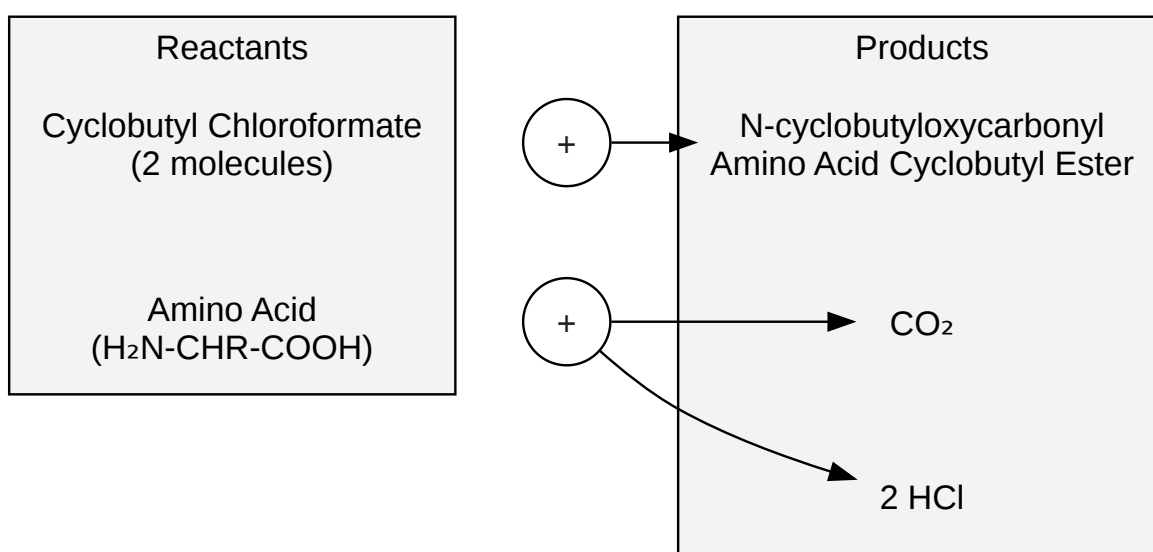 Reactants
Cyclobutyl Chloroformate
(2 molecules)
Amino Acid
(H₂N-CHR-COOH)
+
+
Products
N-cyclobutyloxycarbonyl
Amino Acid Cyclobutyl Ester
CO₂
2 HCl